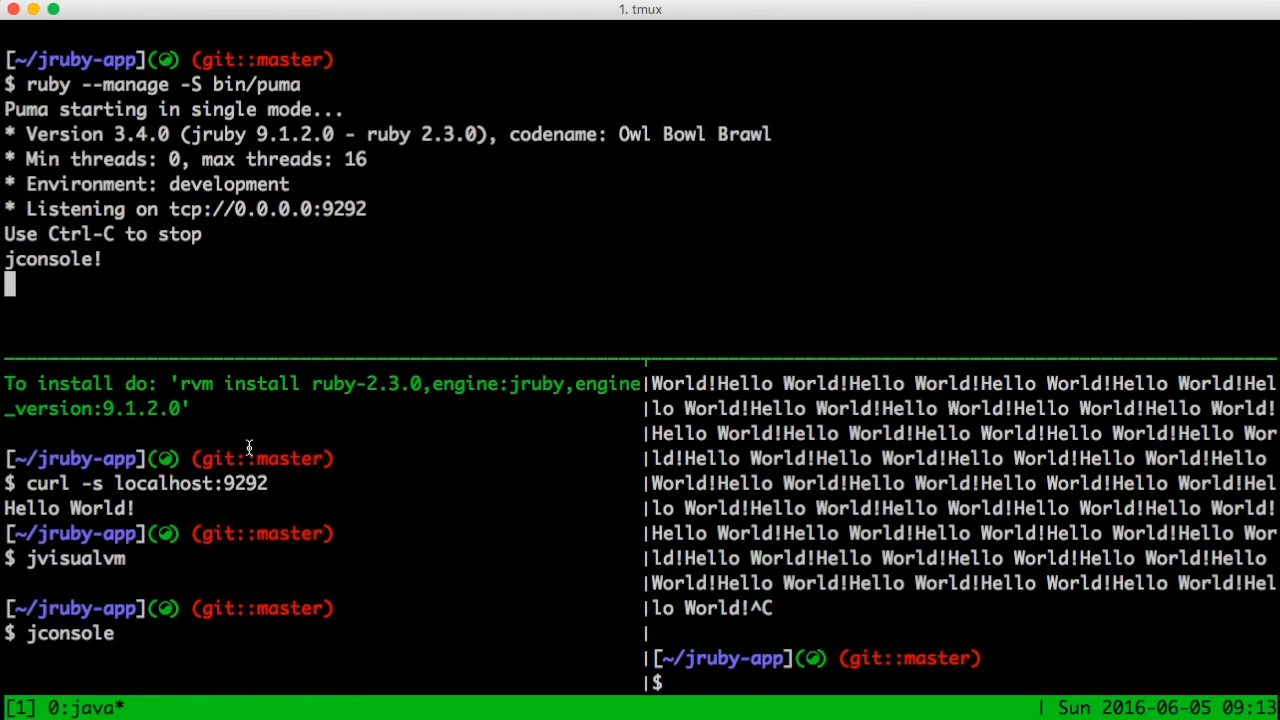 1. tmux
[~/jruby-app](☯) (git::master)
$ ruby --manage -S bin/puma
Puma starting in single mode...
* Version 3.4.0 (jruby 9.1.2.0 - ruby 2.3.0), codename: Owl Bowl Brawl
* Min threads: 0, max threads: 16
* Environment: development
* Listening on tcp://0.0.0.0:9292
Use Ctrl-C to stop
jconsole!
To install do: 'rvm install ruby-2.3.0,engine:jruby,engine
_version:9.1.2.0'
[~/jruby-app](☯) (git::master)
$ curl -s localhost:9292
Hello World!
[~/jruby-app](☯) (git::master)
$ jvisualvm
[~/jruby-app](☯) (git::master)
$ jconsole
World!Hello World!Hello World!Hello World!Hello World!Hel
lo World!Hello World!Hello World!Hello World!Hello World!
Hello World!Hello World!Hello World!Hello World!Hello Wor
ld!Hello World!Hello World!Hello World!Hello World!Hello
World!Hello World!Hello World!Hello World!Hello World!Hel
lo World!Hello World!Hello World!Hello World!Hello World!
Hello World!Hello World!Hello World!Hello World!Hello Wor
ld!Hello World!Hello World!Hello World!Hello World!Hello
World!Hello World!Hello World!Hello World!Hello World!Hel
lo World!^C
[~/jruby-app](☯) (git::master)
$
[1] 0:java*
| Sun 2016-06-05 09:13